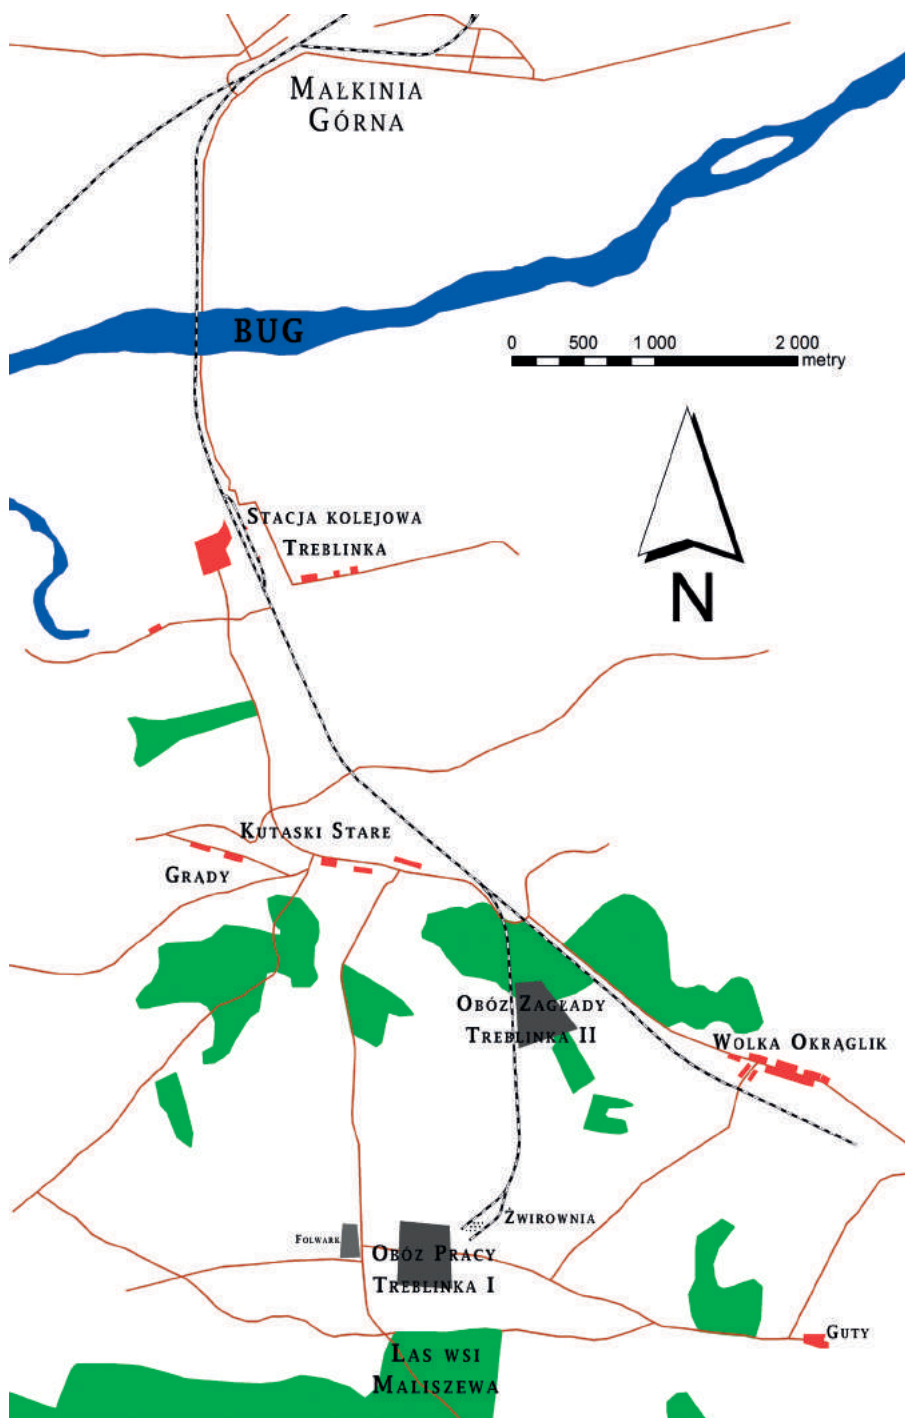 Małkinia
Górna
BUG
0 500 1 000 2 000
metry
N
Stacja kolejowa
Treblinka
Kutaski Stare
Grądy
Obóz Zagłady
Treblinka II
Wolka Okrąglik
Żwirownia
Folwark
Obóz Pracy
Treblinka I
Guty
Las wsi
Maliszewa